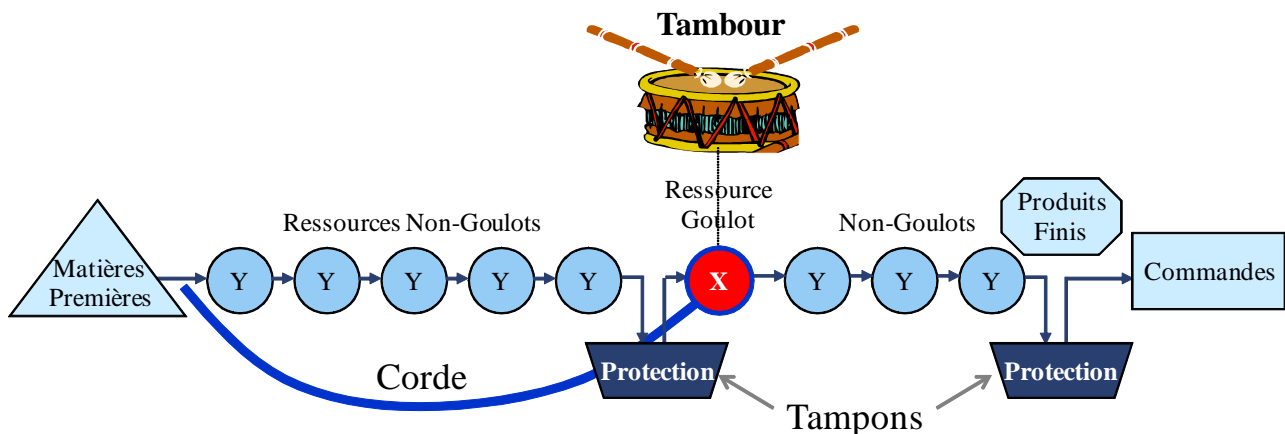 Tambour
Ressource
Goulot
Ressources Non-Goulots
Non-Goulots
Produits
Finis
Matières
Premières
Y
Y
Y
Y
Y
X
Y
Y
Y
Commandes
Corde
Protection
Protection
Tampons